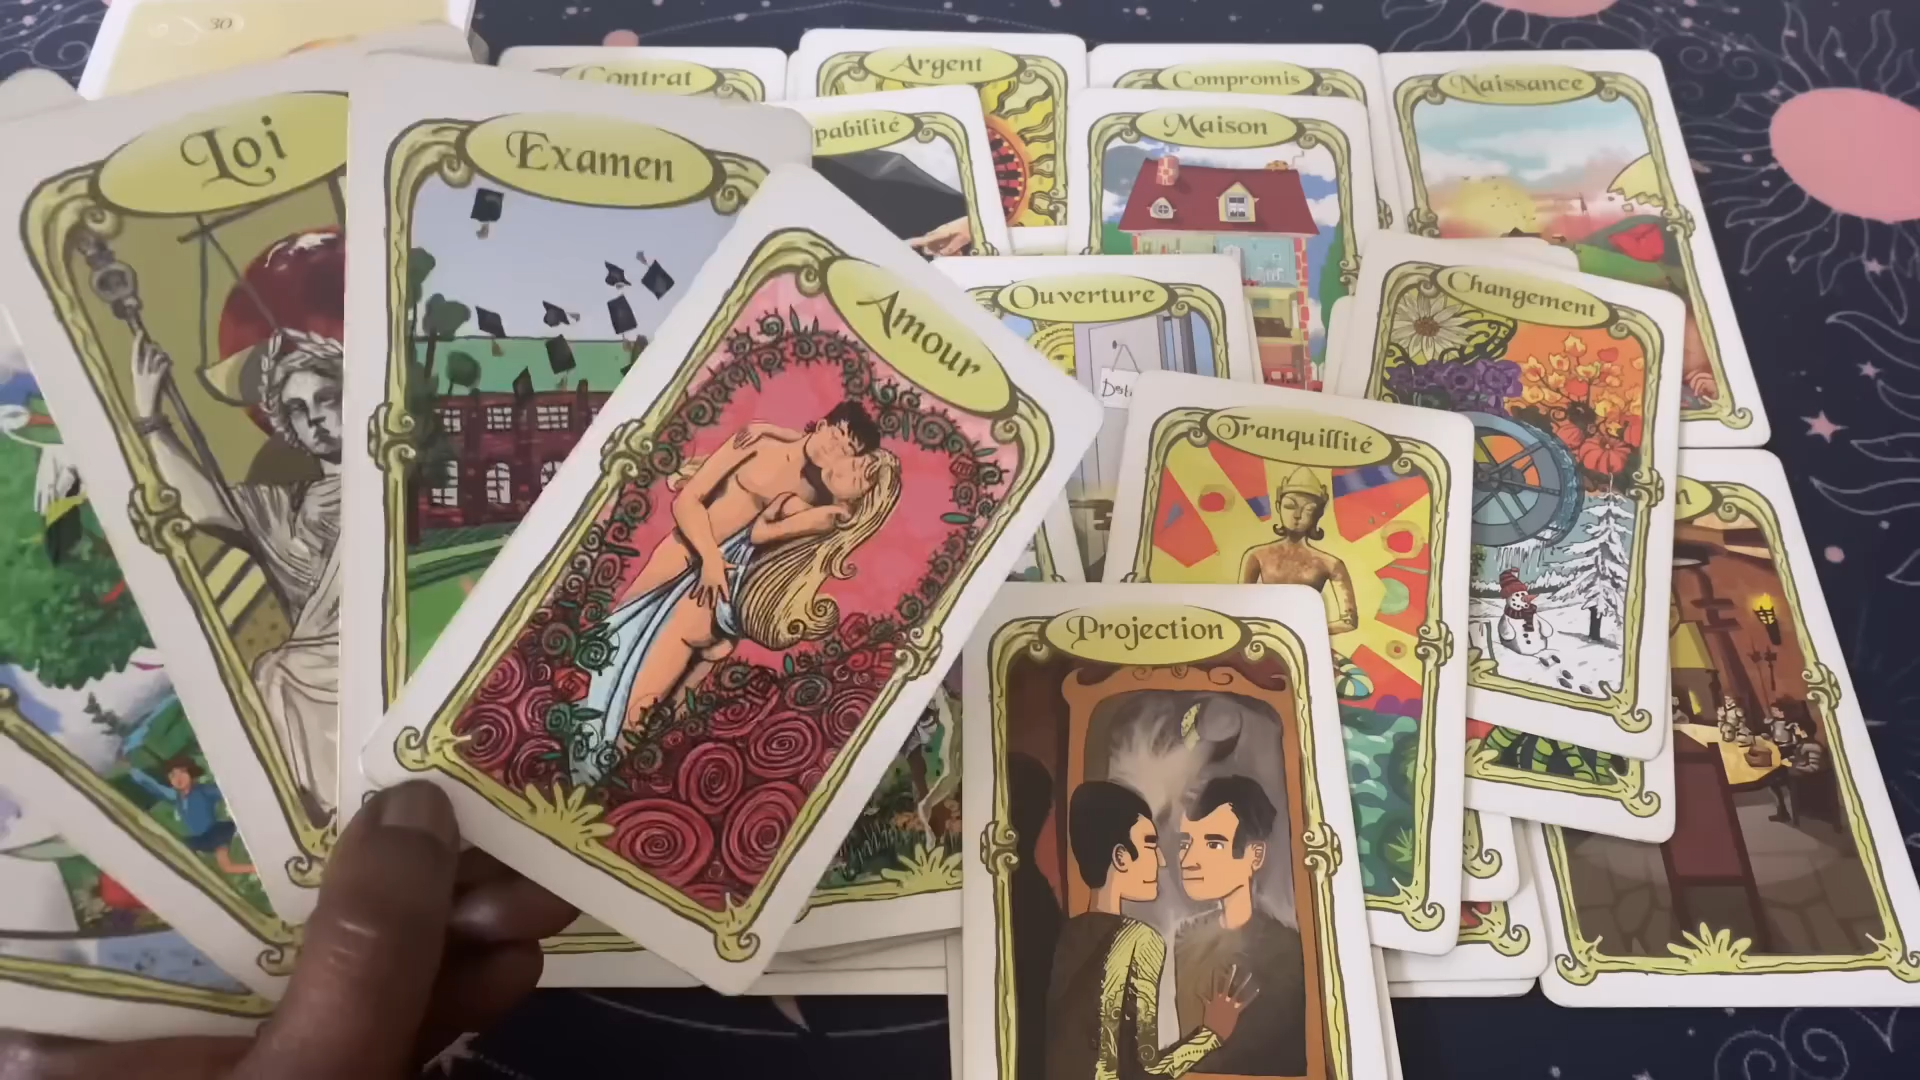 30
Contrat
Argent
Compromis
Naissance
Loi
Examen
pabilité
Maison
Amour
Ouverture
Changement
Tranquillité
n
Projection